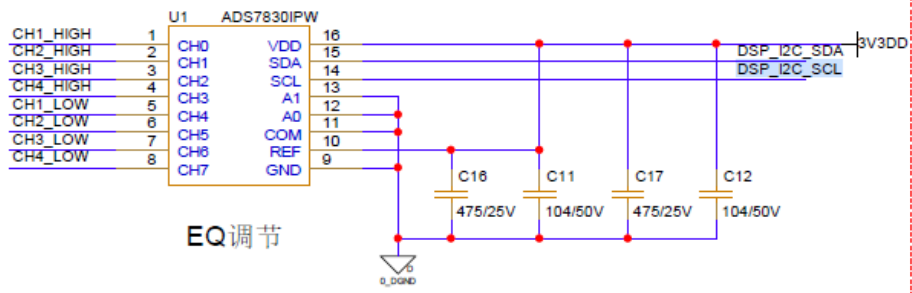 U1 ADS7830IPW
CH1_HIGH 1 CH0 VDD 16 3V3DD
CH2_HIGH 2 CH1 SDA 15 DSP_I2C_SDA
CH3_HIGH 3 CH2 SCL 14 DSP_I2C_SCL
CH4_HIGH 4 CH3 A1 13
CH1_LOW 5 CH4 A0 12
CH2_LOW 6 CH5 COM 11
CH3_LOW 7 CH6 REF 10
CH4_LOW 8 CH7 GND 9
C16 C11 C17 C12
475/25V 104/50V 475/25V 104/50V
EQ调节
D
D_DGND